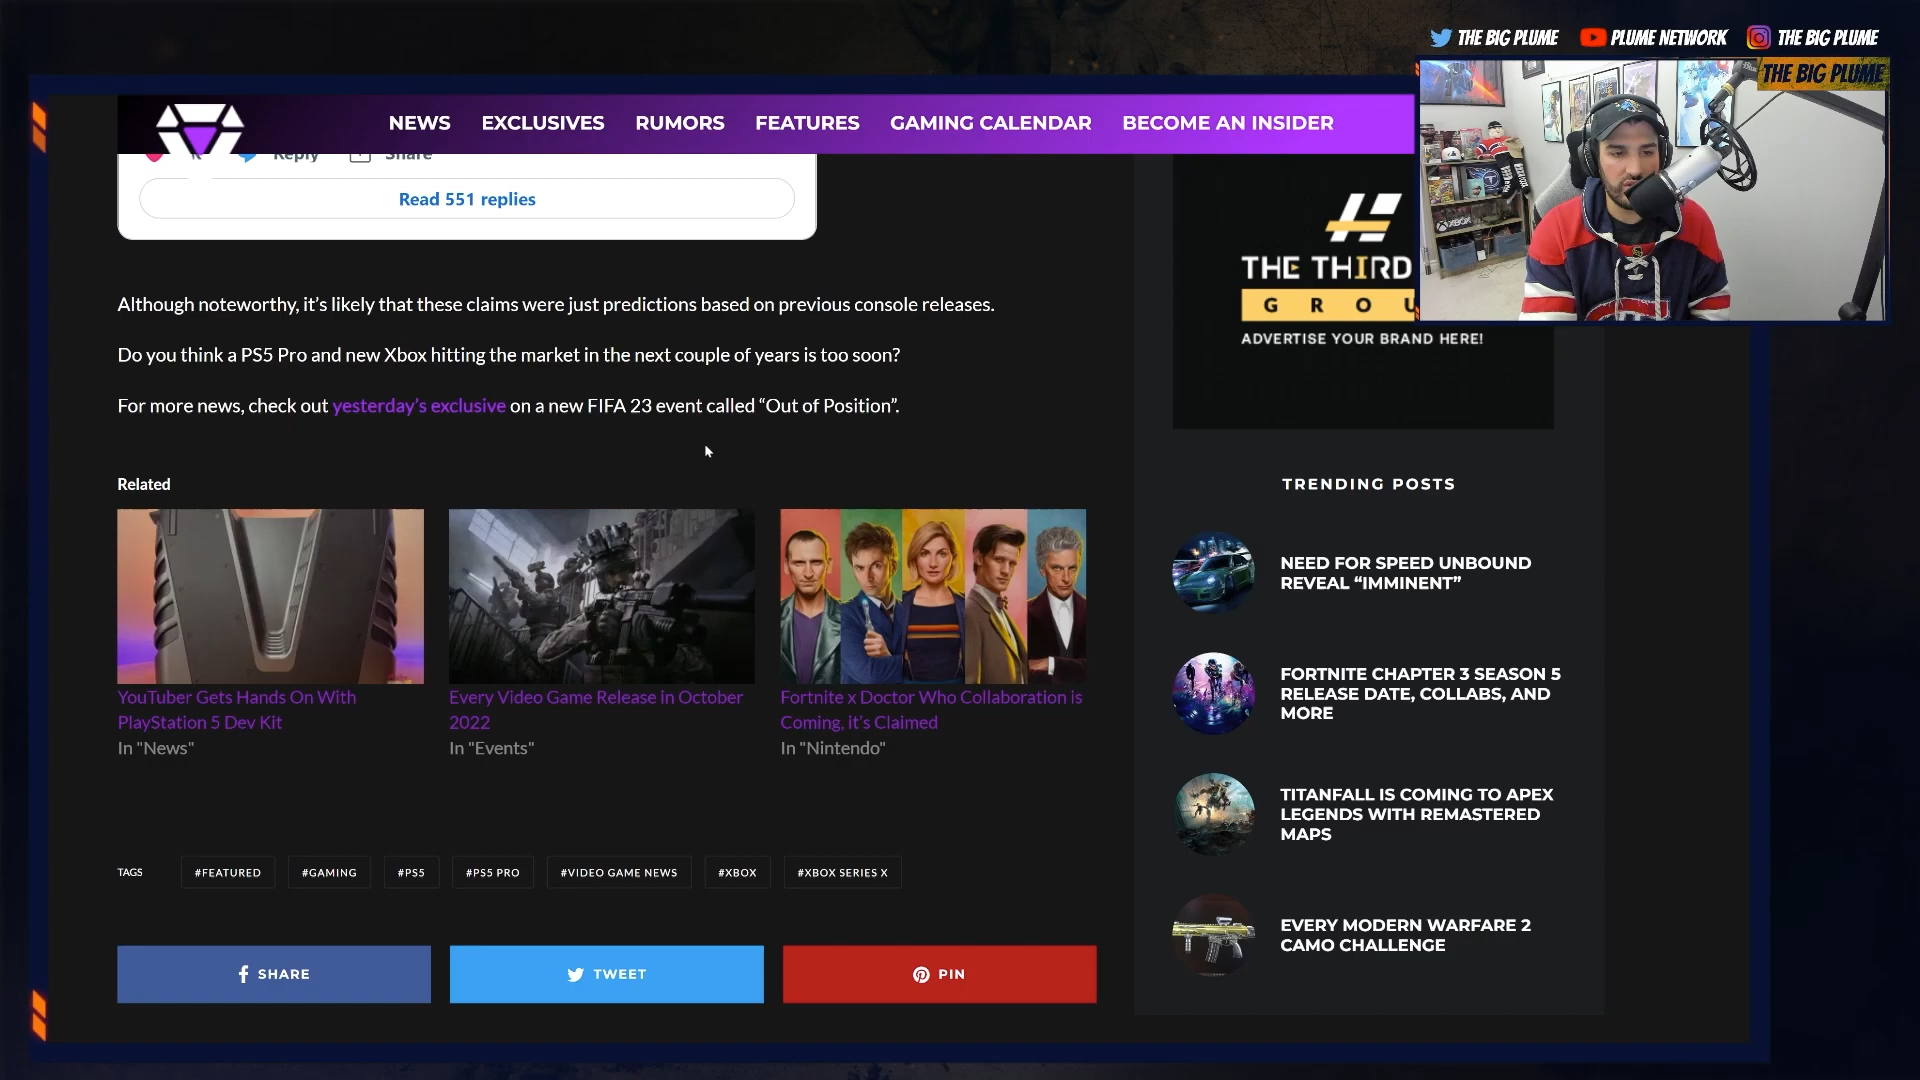 THE BIG PLUME PLUME NETWORK THE BIG PLUME
THE BIG PLUME
NEWS EXCLUSIVES RUMORS FEATURES GAMING CALENDAR BECOME AN INSIDER
Reply Share
Read 551 replies
Although noteworthy, it’s likely that these claims were just predictions based on previous console releases.
Do you think a PS5 Pro and new Xbox hitting the market in the next couple of years is too soon?
For more news, check out yesterday’s exclusive on a new FIFA 23 event called “Out of Position”.
Related
YouTuber Gets Hands On With
PlayStation 5 Dev Kit
In "News"
Every Video Game Release in October
2022
In "Events"
Fortnite x Doctor Who Collaboration is
Coming, it’s Claimed
In "Nintendo"
TAGS #FEATURED #GAMING #PS5 #PS5 PRO #VIDEO GAME NEWS #XBOX #XBOX SERIES X
SHARE TWEET PIN
XBOX
THE THIRD
GROU
ADVERTISE YOUR BRAND HERE!
TRENDING POSTS
NEED FOR SPEED UNBOUND
REVEAL “IMMINENT”
FORTNITE CHAPTER 3 SEASON 5
RELEASE DATE, COLLABS, AND
MORE
TITANFALL IS COMING TO APEX
LEGENDS WITH REMASTERED
MAPS
EVERY MODERN WARFARE 2
CAMO CHALLENGE